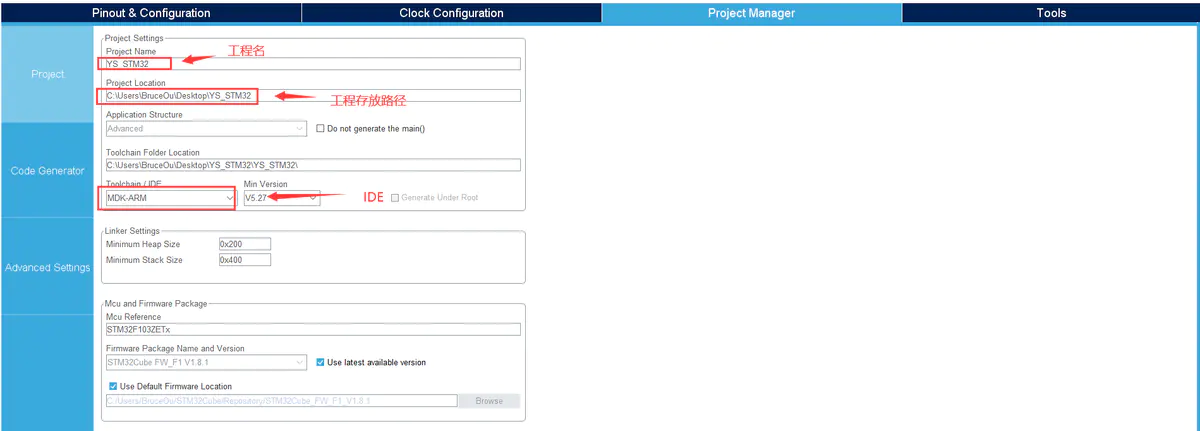 Pinout & Configuration
Clock Configuration
Project Manager
Tools
Project
Code Generator
Advanced Settings
Project Settings
Project Name
工程名
YS_STM32
Project Location
C:\Users\BruceOu\Desktop\YS_STM32
工程存放路径
Application Structure
Advanced
Do not generate the main()
Toolchain Folder Location
C:\Users\BruceOu\Desktop\YS_STM32\YS_STM32\
Toolchain / IDE
Min Version
MDK-ARM
V5.27
IDE
Generate Under Root
Linker Settings
Minimum Heap Size
0x200
Minimum Stack Size
0x400
Mcu and Firmware Package
Mcu Reference
STM32F103ZETx
Firmware Package Name and Version
STM32Cube FW_F1 V1.8.1
Use latest available version
Use Default Firmware Location
C:/Users/BruceOu/STM32Cube/Repository/STM32Cube_FW_F1_V1.8.1
Browse